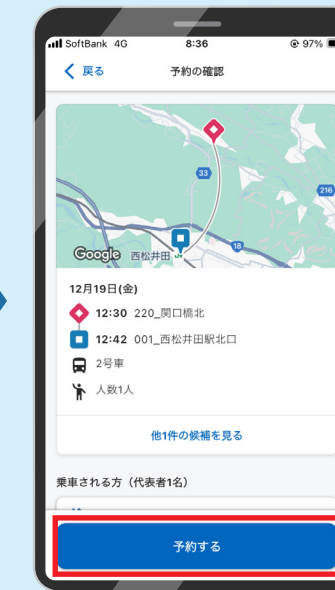 SoftBank 4G 8:36 97%
戻る 予約の確認
33
216
Google 西松井田
18
12月19日(金)
12:30 220_関口橋北
12:42 001_西松井田駅北口
2号車
人数1人
他1件の候補を見る
乗車される方(代表者1名)
予約する